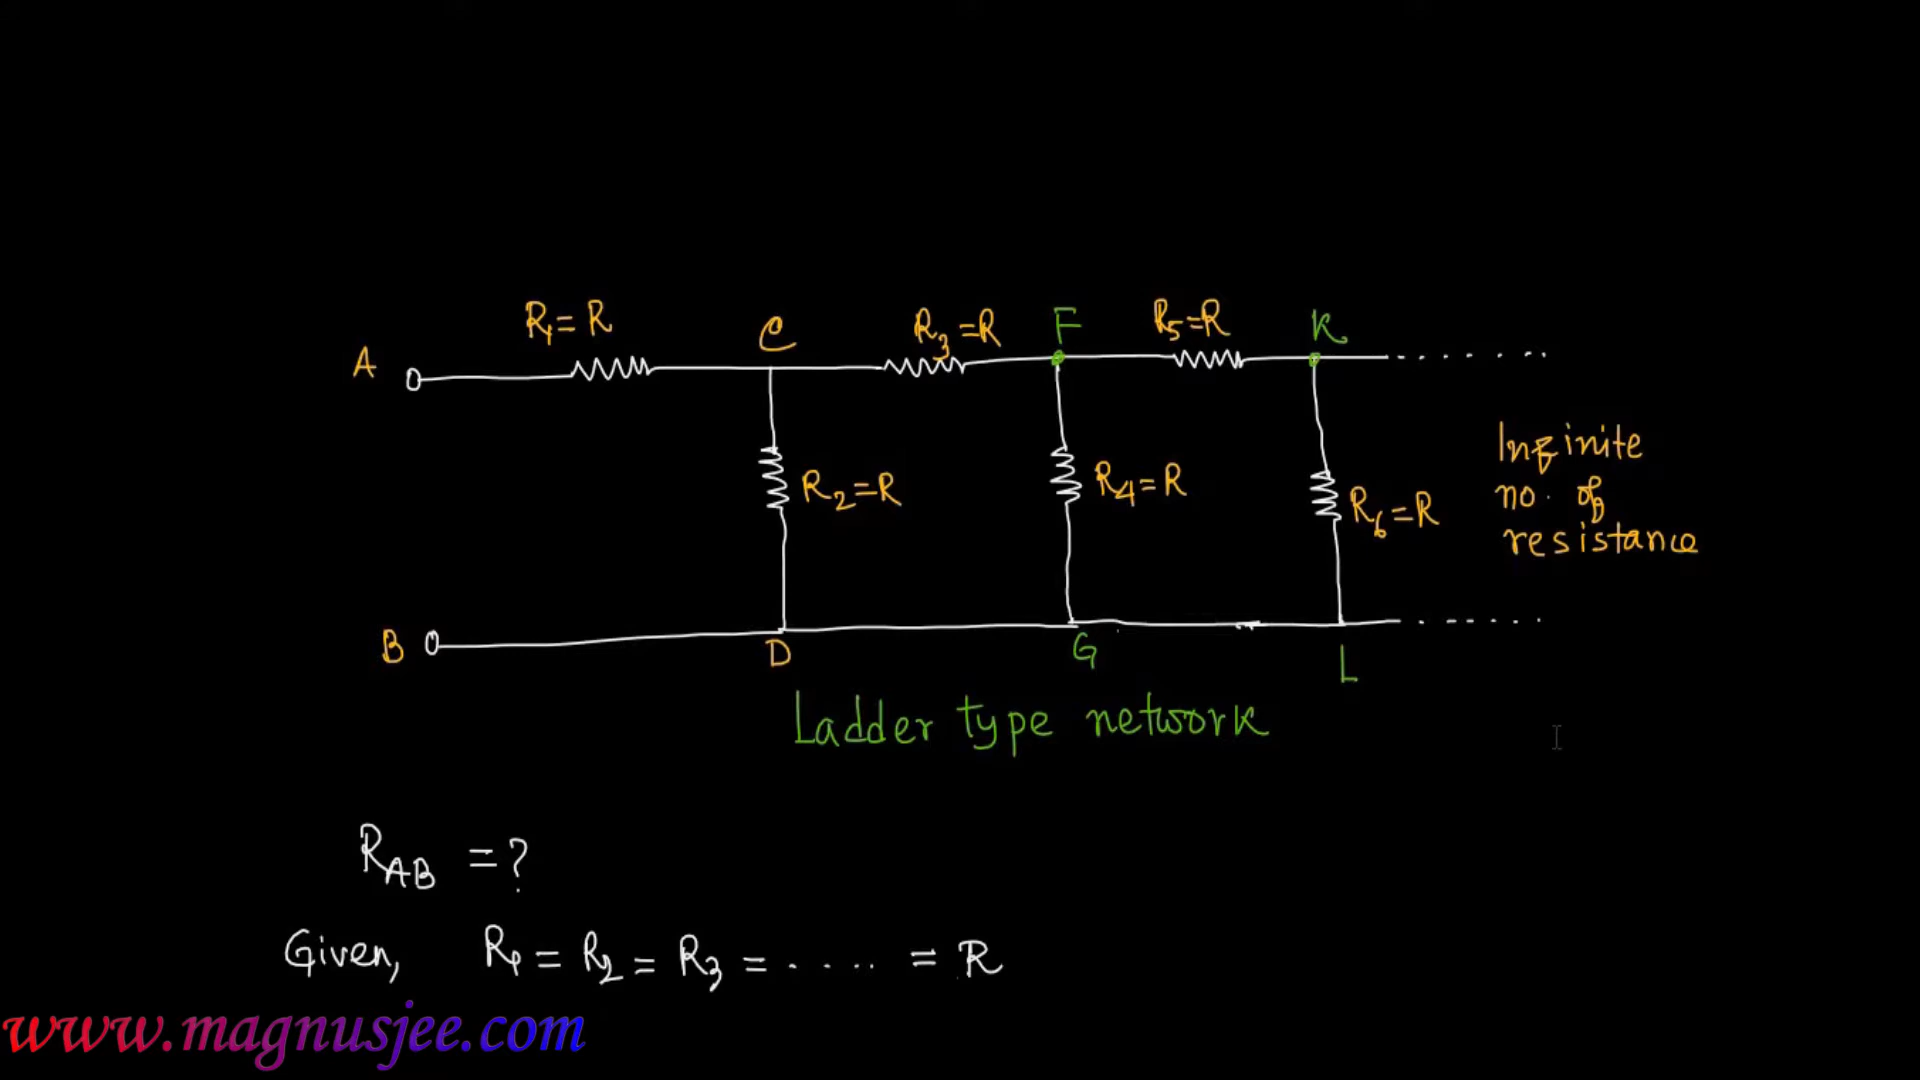 R1 = R
C
R3 = R
F
R5 = R
K
A
Infinite
no. of
resistance
R2 = R
R4 = R
R6 = R
B
D
G
L
Ladder type network
RAB = ?
Given, R1 = R2 = R3 = ..... = R
www.magnusjee.com